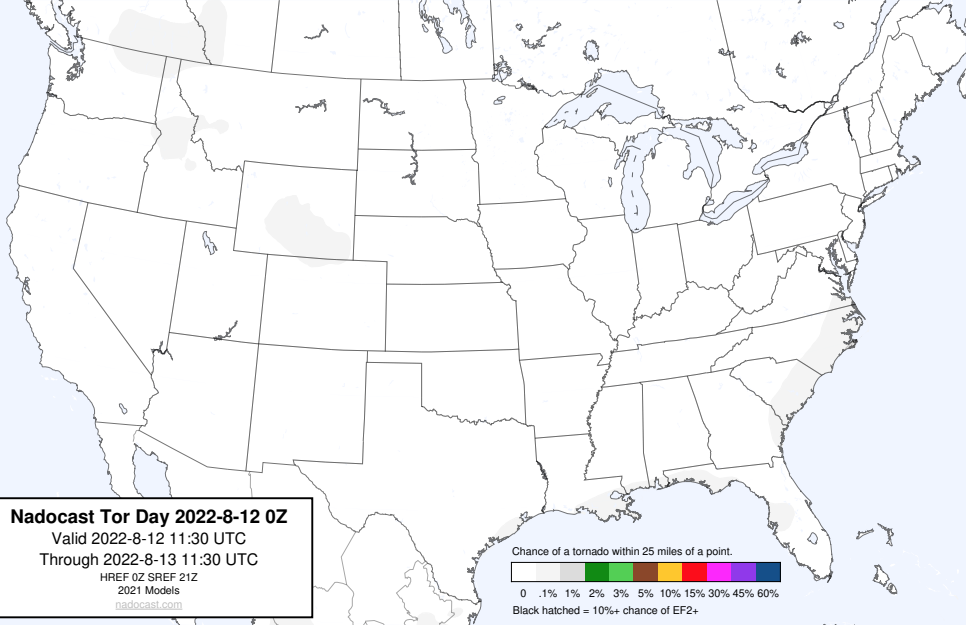 Nadocast Tor Day 2022-8-12 0Z
Valid 2022-8-12 11:30 UTC
Through 2022-8-13 11:30 UTC
HREF 0Z SREF 21Z
2021 Models
nadocast.com
Chance of a tornado within 25 miles of a point.
0 .1% 1% 2% 3% 5% 10% 15% 30% 45% 60%
Black hatched = 10%+ chance of EF2+